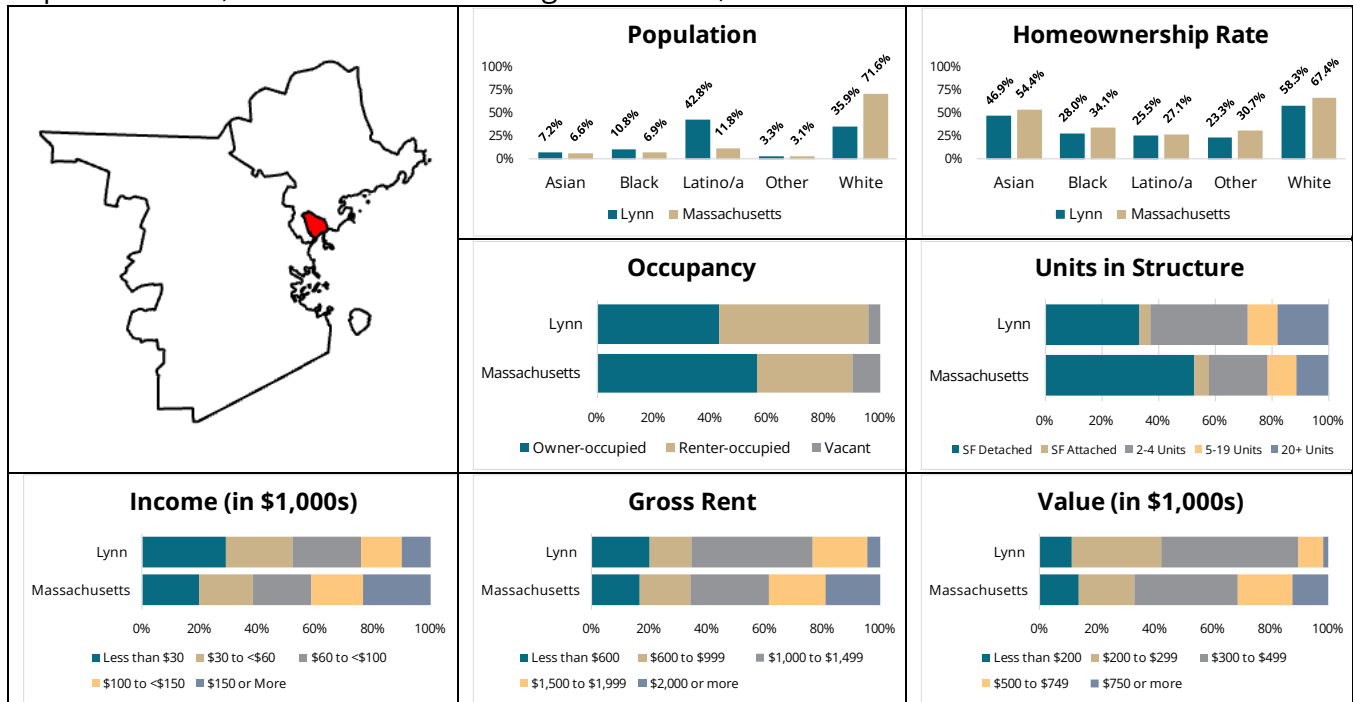 Population
100%
75%
50%
25%
0%
7.2% 6.6% 10.8% 6.9% 42.8% 11.8% 3.3% 3.1% 35.9% 71.6%
Asian Black Latino/a Other White
Lynn Massachusetts
Homeownership Rate
100%
75%
50%
25%
0%
46.9% 54.4% 28.0% 34.1% 25.5% 27.1% 23.3% 30.7% 58.3% 67.4%
Asian Black Latino/a Other White
Lynn Massachusetts
Occupancy
Lynn
Massachusetts
0% 20% 40% 60% 80% 100%
Owner-occupied Renter-occupied Vacant
Units in Structure
Lynn
Massachusetts
0% 20% 40% 60% 80% 100%
SF Detached SF Attached 2-4 Units 5-19 Units 20+ Units
Income (in $1,000s)
Lynn
Massachusetts
0% 20% 40% 60% 80% 100%
Less than $30 $30 to <$60 $60 to <$100
$100 to <$150 $150 or More
Gross Rent
Lynn
Massachusetts
0% 20% 40% 60% 80% 100%
Less than $600 $600 to $999 $1,000 to $1,499
$1,500 to $1,999 $2,000 or more
Value (in $1,000s)
Lynn
Massachusetts
0% 20% 40% 60% 80% 100%
Less than $200 $200 to $299 $300 to $499
$500 to $749 $750 or more